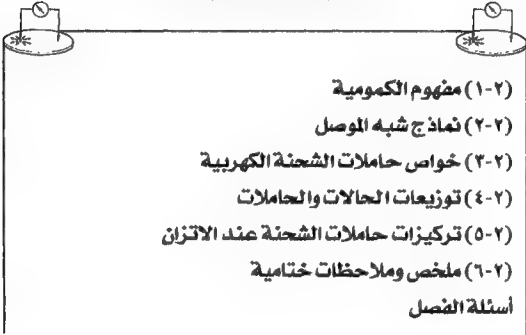 (٢-١) مفهوم الكمومية
(٢-٢) نماذج شبه الموصل
(٢-٣) خواص حاملات الشحنة الكهربية
(٢-٤) توزيعات الحالات والحاملات
(٢-٥) تركيزات حاملات الشحنة عند الاتزان
(٢-٦) ملخص وملاحظات ختامية
أسئلة الفصل